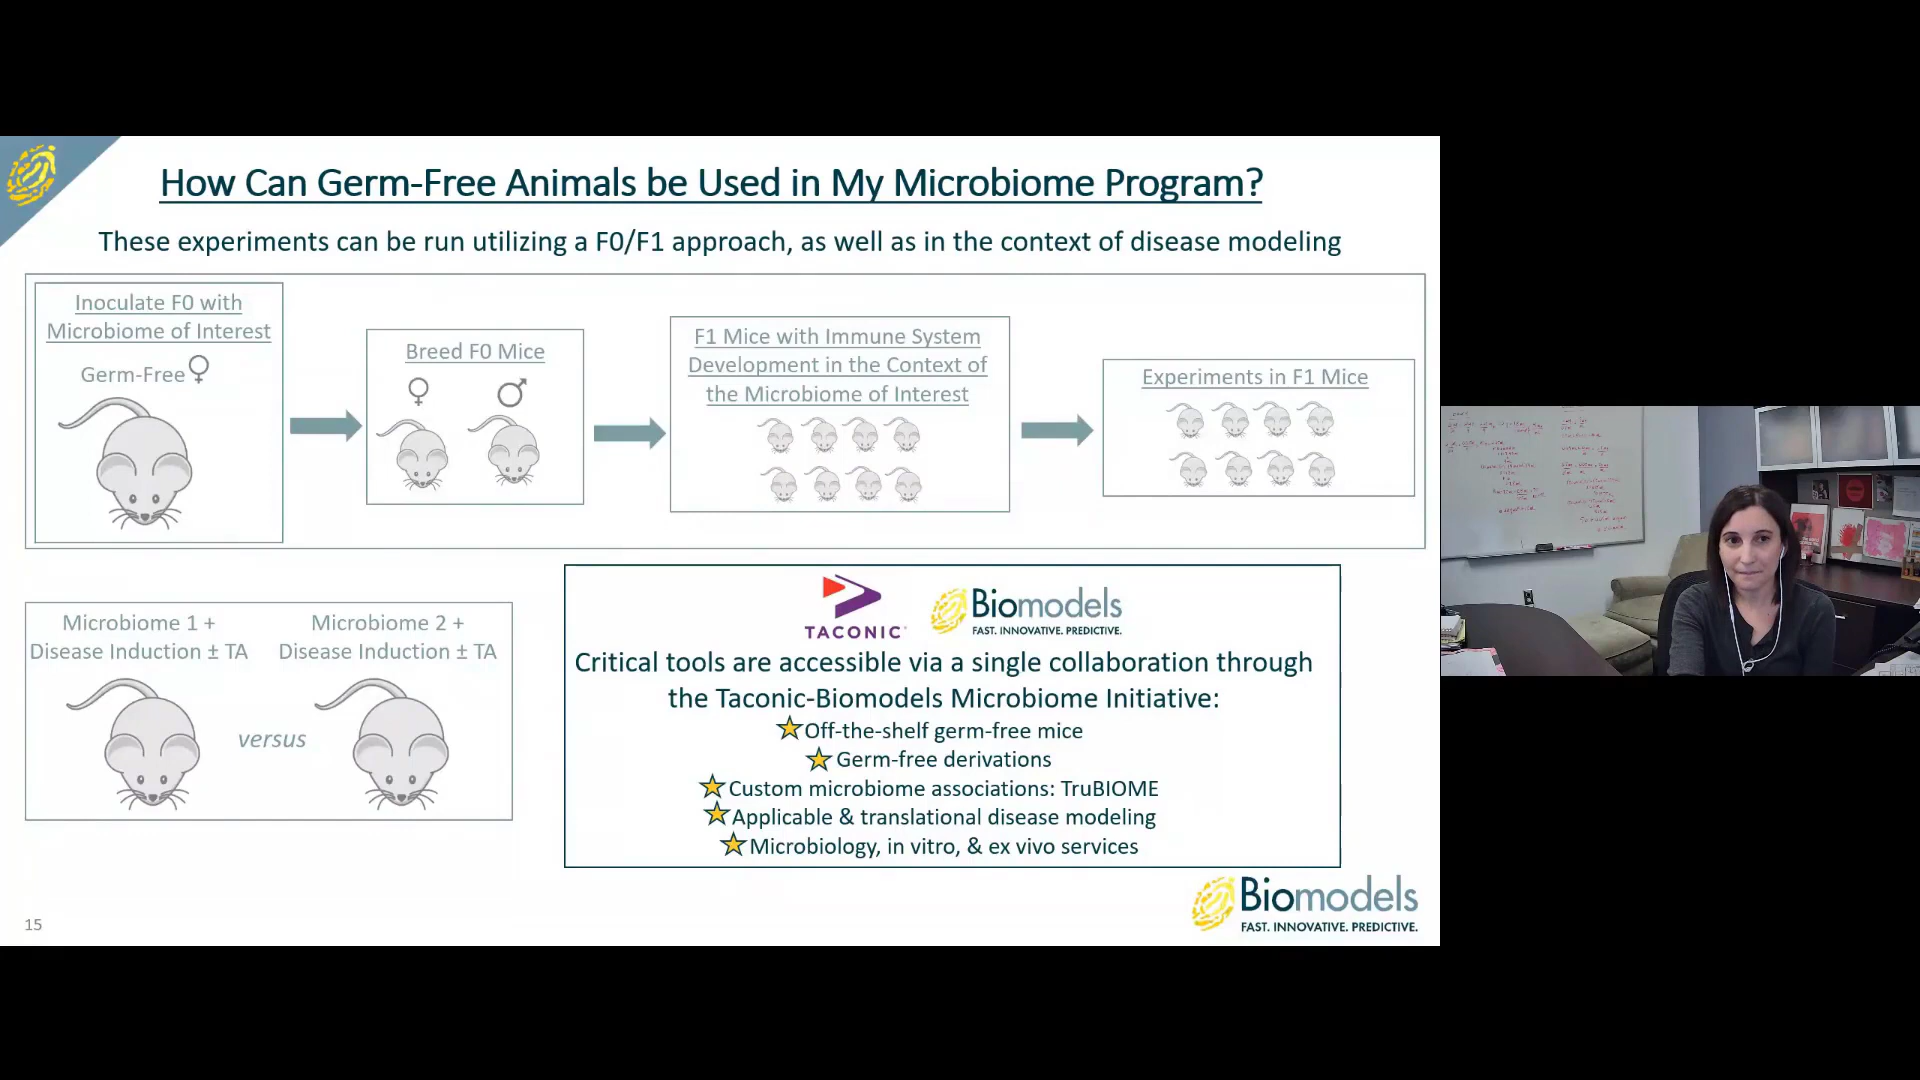 How Can Germ-Free Animals be Used in My Microbiome Program?
These experiments can be run utilizing a F0/F1 approach, as well as in the context of disease modeling
Inoculate F0 with
Microbiome of Interest
Germ-Free♀
Breed F0 Mice
♀ ♂
F1 Mice with Immune System
Development in the Context of
the Microbiome of Interest
Experiments in F1 Mice
Microbiome 1 +
Disease Induction ± TA
versus
Microbiome 2 +
Disease Induction ± TA
TACONIC
Biomodels
FAST. INNOVATIVE. PREDICTIVE.
Critical tools are accessible via a single collaboration through
the Taconic-Biomodels Microbiome Initiative:
Off-the-shelf germ-free mice
Germ-free derivations
Custom microbiome associations: TruBIOME
Applicable & translational disease modeling
Microbiology, in vitro, & ex vivo services
15
Biomodels
FAST. INNOVATIVE. PREDICTIVE.